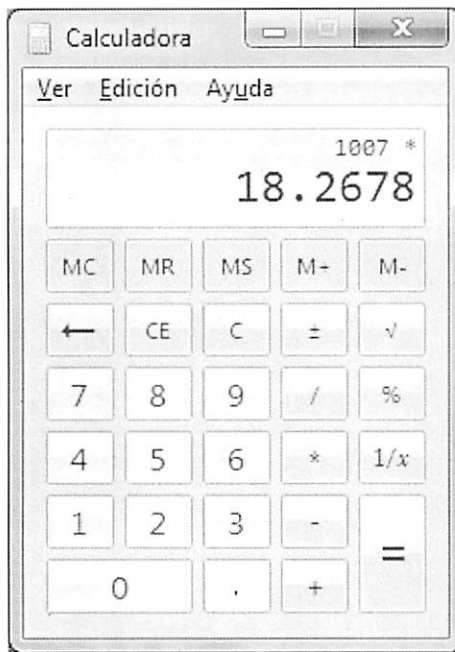 Calculadora
Ver Edición Ayuda
1007 *
18.2678
MC MR MS M+ M-
← CE C ± √
7 8 9 / %
4 5 6 * 1/x
1 2 3 - =
0 . +